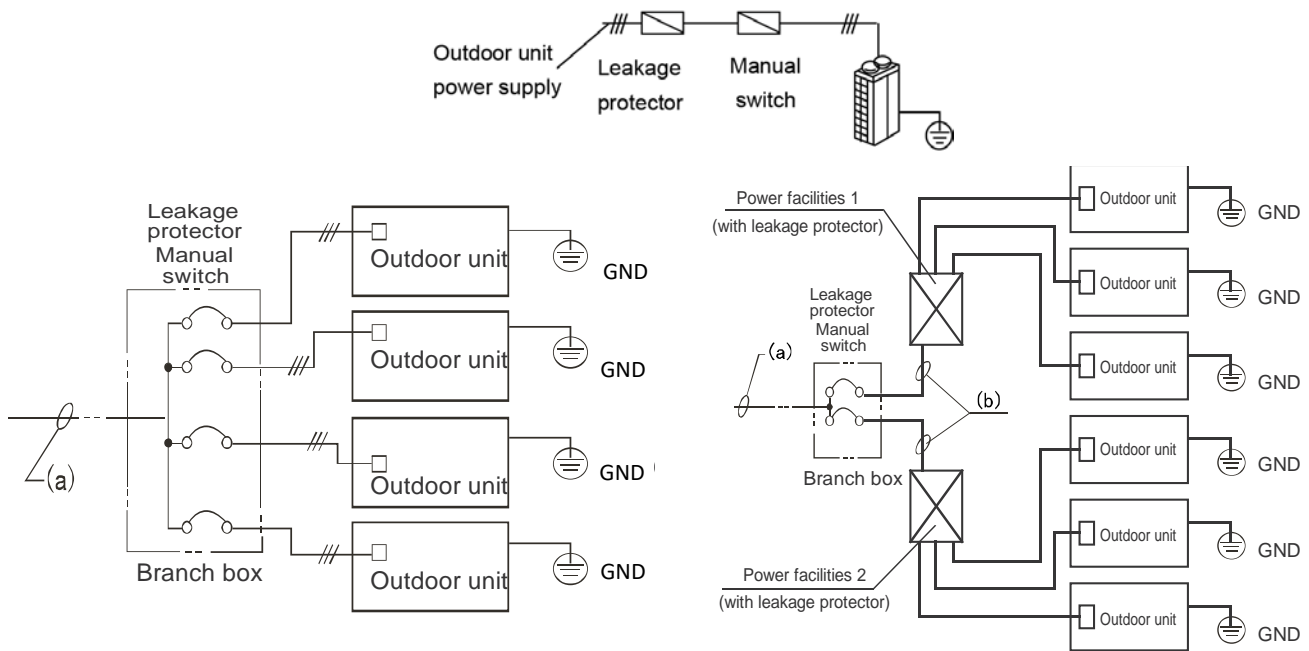 Outdoor unit
power supply
Leakage
protector
Manual
switch
Leakage
protector
Manual
switch
Outdoor unit
GND
Outdoor unit
GND
Outdoor unit
GND
Outdoor unit
GND
(a)
Branch box
Power facilities 1
(with leakage protector)
Leakage
protector
Manual
switch
(a)
(b)
Branch box
Power facilities 2
(with leakage protector)
Outdoor unit
GND
Outdoor unit
GND
Outdoor unit
GND
Outdoor unit
GND
Outdoor unit
GND
Outdoor unit
GND